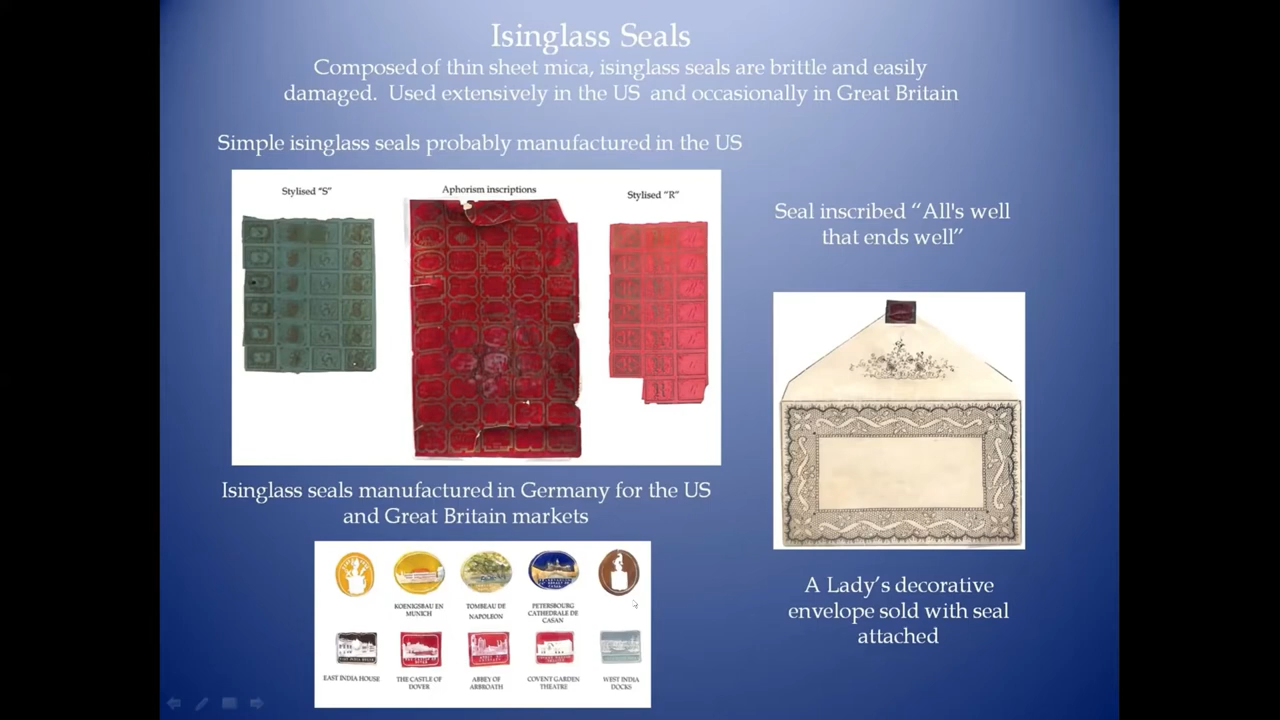 Isinglass Seals
Composed of thin sheet mica, isinglass seals are brittle and easily
damaged. Used extensively in the US and occasionally in Great Britain
Simple isinglass seals probably manufactured in the US
Stylised "S"
Aphorism inscriptions
Stylised "R"
Seal inscribed "All's well
that ends well"
Isinglass seals manufactured in Germany for the US
and Great Britain markets
KOENIGSBAU EN
MUNICH
TOMBEAU DE
NAPOLEON
PETERSBOURG
CATHEDRALE DE
CASAN
EAST INDIA HOUSE
THE CASTLE OF
DOVER
ABBEY OF
ARBROATH
COVENT GARDEN
THEATRE
WEST INDIA
DOCKS
A Lady's decorative
envelope sold with seal
attached